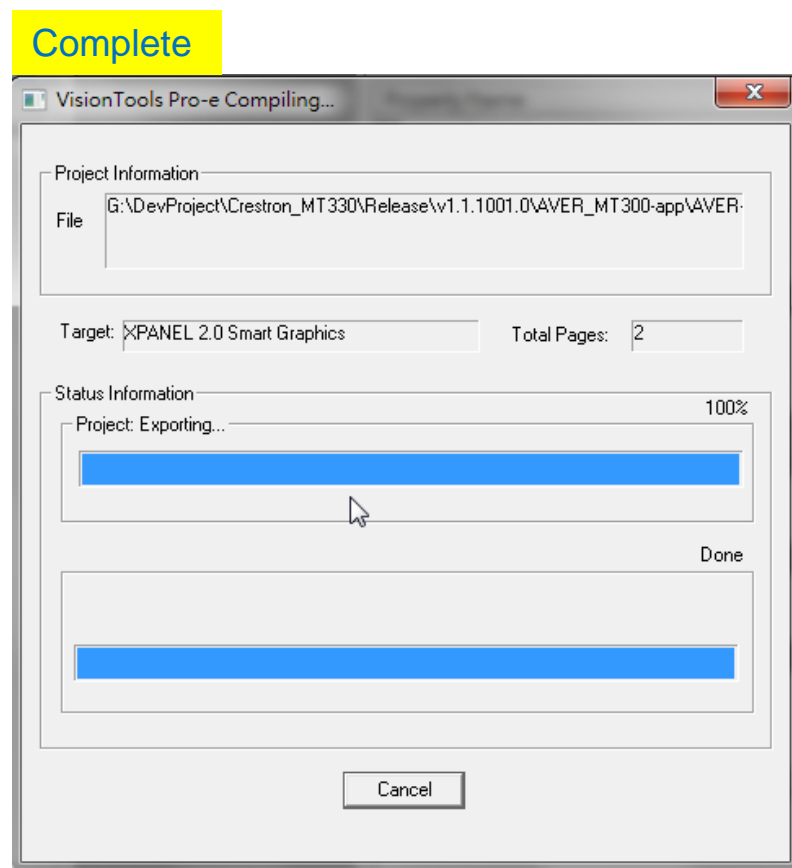 Complete
VisionTools Pro-e Compiling...
Project Information
File
G:\DevProject\Crestron_MT330\Release\v1.1.1001.0\AVER_MT300-app\AVER-
Target: XPANEL 2.0 Smart Graphics
Total Pages: 2
Status Information
100%
Project: Exporting...
Done
Cancel